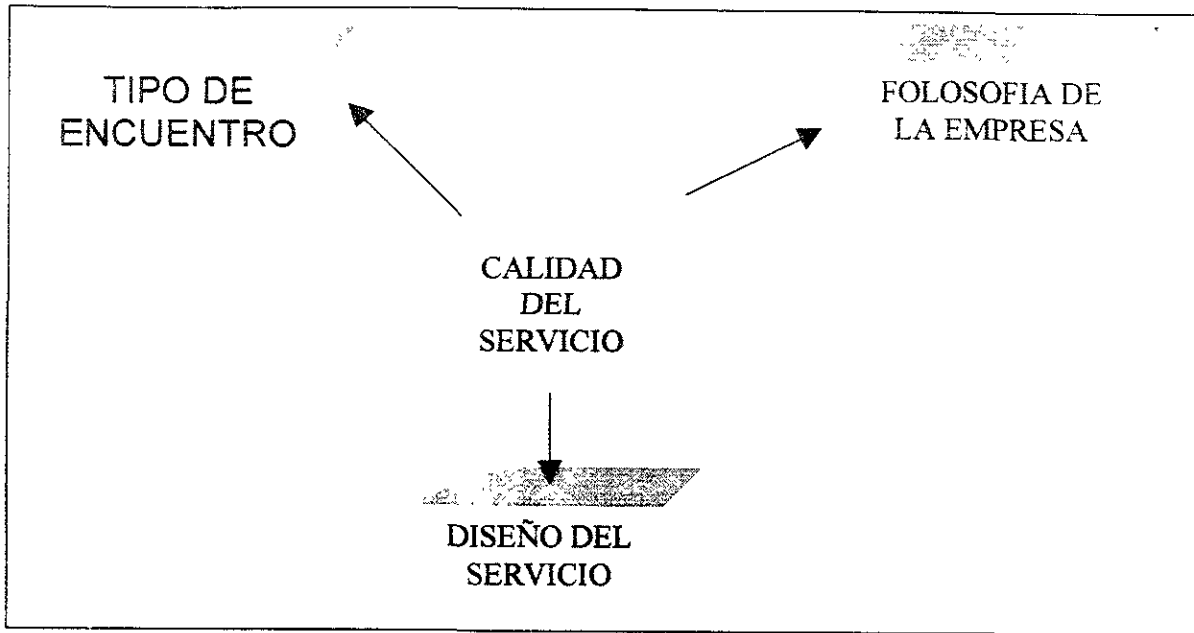 TIPO DE
ENCUENTRO
FOLOSOFIA DE
LA EMPRESA
CALIDAD
DEL
SERVICIO
DISEÑO DEL
SERVICIO